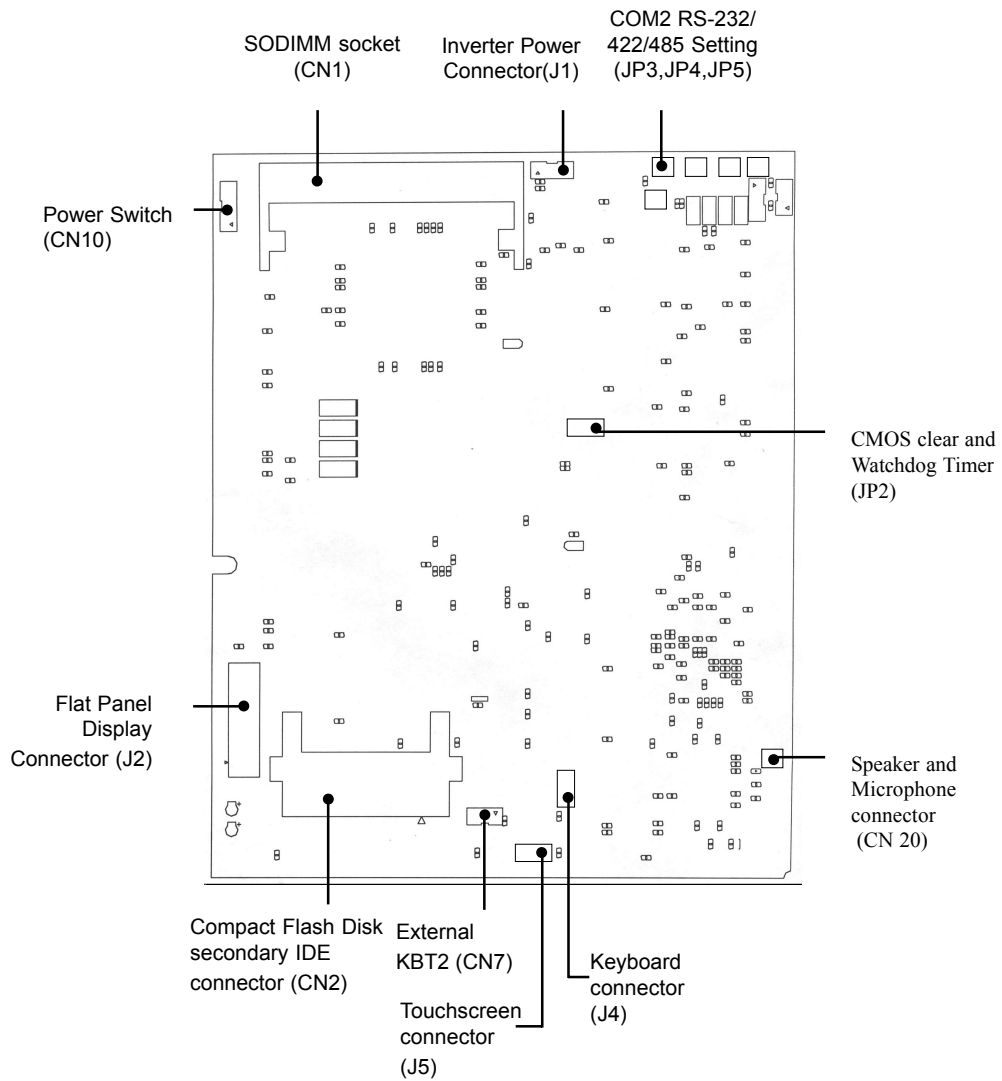 SODIMM socket
(CN1)
Inverter Power
Connector(J1)
COM2 RS-232/
422/485 Setting
(JP3,JP4,JP5)
Power Switch
(CN10)
CMOS clear and
Watchdog Timer
(JP2)
Flat Panel
Display
Connector (J2)
Speaker and
Microphone
connector
(CN 20)
Compact Flash Disk
secondary IDE
connector (CN2)
External
KBT2 (CN7)
Keyboard
connector
(J4)
Touchscreen
connector
(J5)